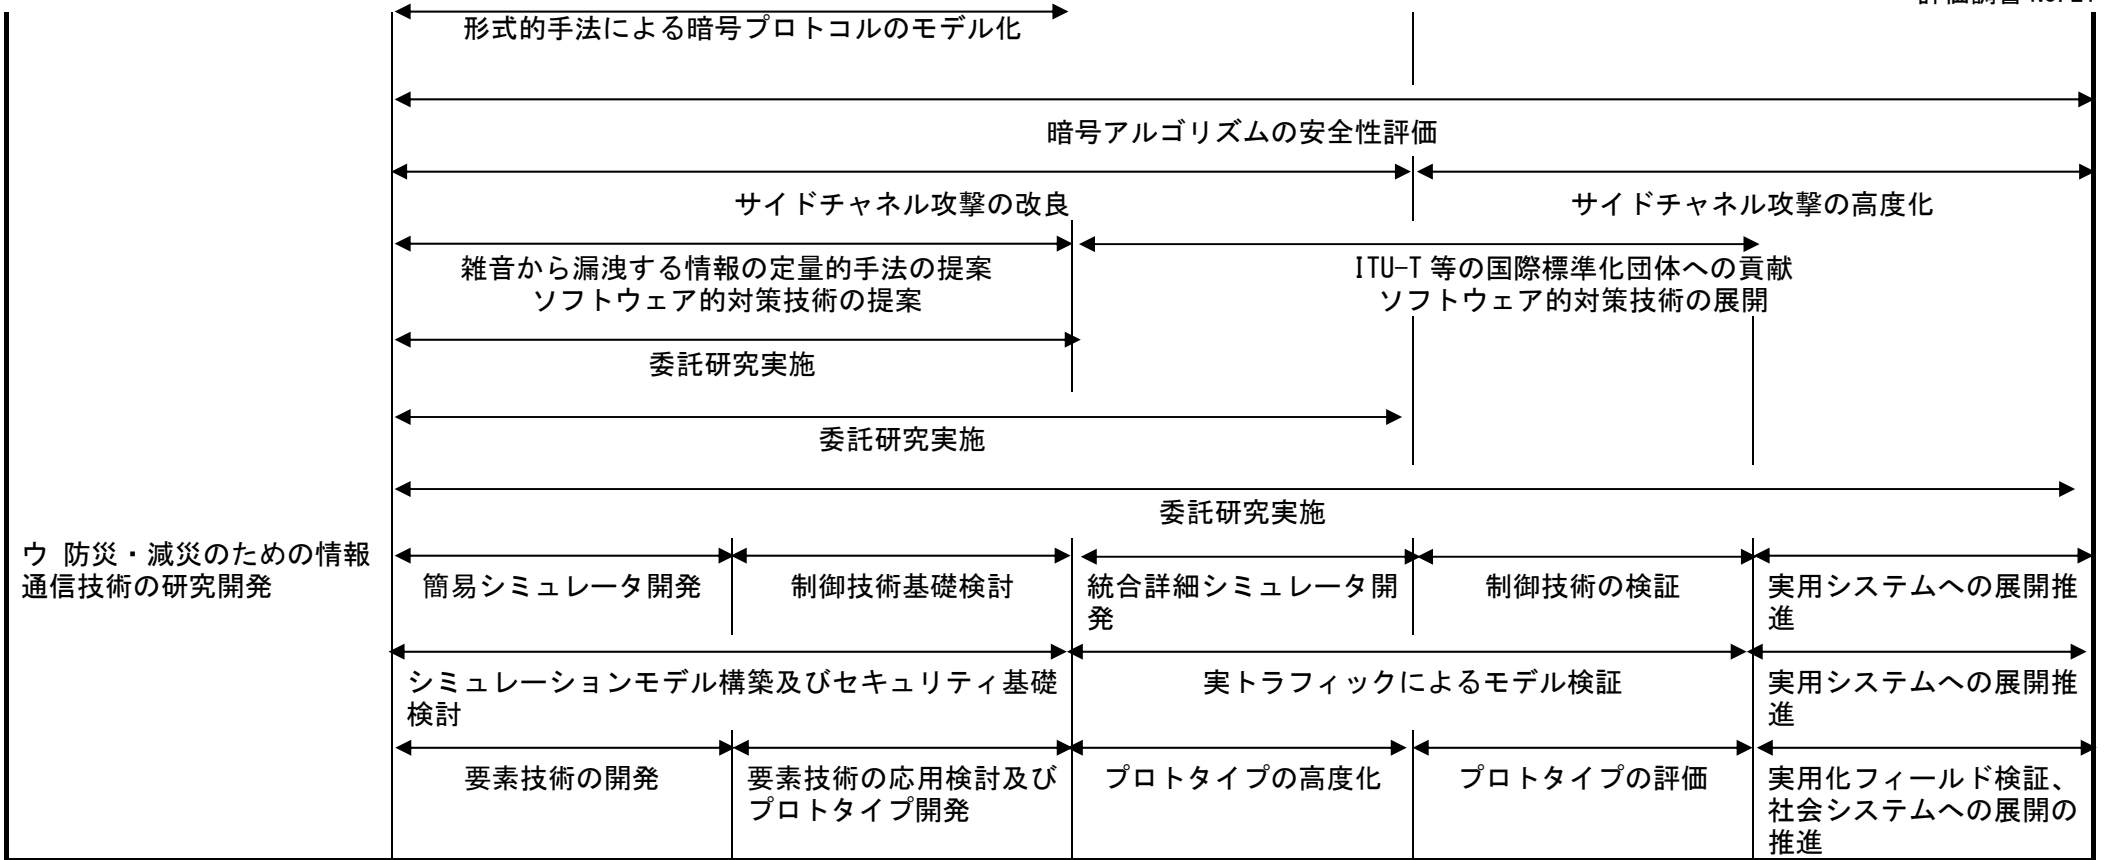 形式的手法による暗号プロトコルのモデル化
暗号アルゴリズムの安全性評価
サイドチャネル攻撃の改良
サイドチャネル攻撃の高度化
雑音から漏洩する情報の定量的手法の提案
ソフトウェア的対策技術の提案
ITU-T 等の国際標準化団体への貢献
ソフトウェア的対策技術の展開
委託研究実施
委託研究実施
委託研究実施
ウ 防災・減災のための情報
通信技術の研究開発
簡易シミュレータ開発
制御技術基礎検討
統合詳細シミュレータ開
発
制御技術の検証
実用システムへの展開推
進
シミュレーションモデル構築及びセキュリティ基礎
検討
実トラフィックによるモデル検証
実用システムへの展開推
進
要素技術の開発
要素技術の応用検討及び
プロトタイプ開発
プロトタイプの高度化
プロトタイプの評価
実用化フィールド検証、
社会システムへの展開の
推進